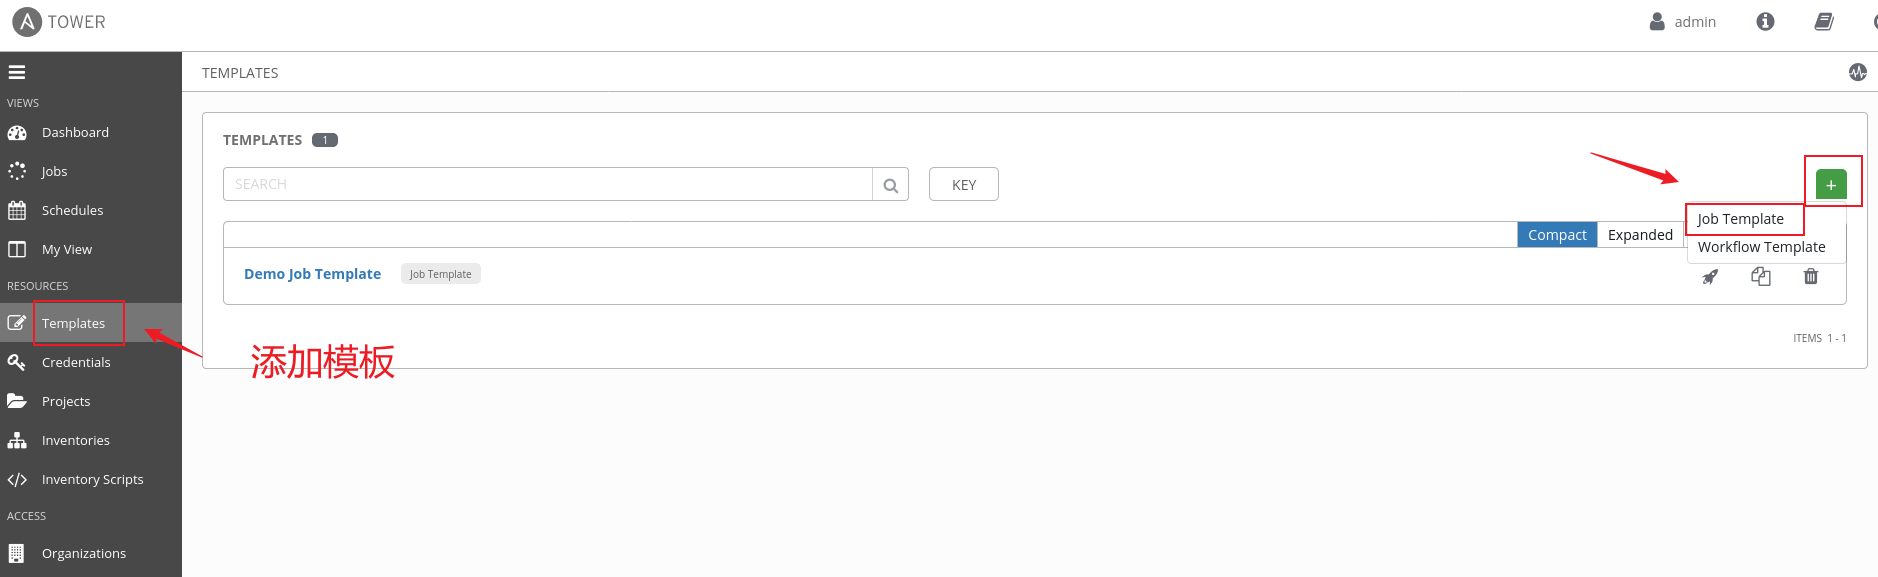 TOWER
admin
VIEWS
Dashboard
Jobs
Schedules
My View
RESOURCES
Templates
Credentials
Projects
Inventories
Inventory Scripts
ACCESS
Organizations
TEMPLATES
TEMPLATES 1
SEARCH
KEY
+
Job Template
Workflow Template
Compact Expanded
Demo Job Template Job Template
ITEMS 1 - 1
添加模板